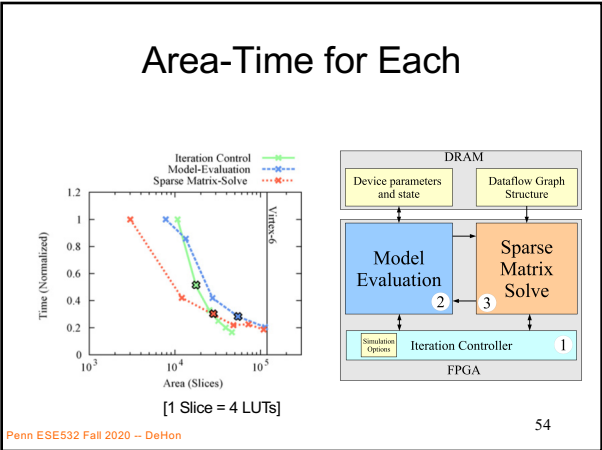 Area-Time for Each
Iteration Control
Model-Evaluation
Sparse Matrix-Solve
1.2
1
0.8
0.6
0.4
0.2
0
Time (Normalized)
Virtex-6
10^3
10^4
10^5
Area (Slices)
[1 Slice = 4 LUTs]
DRAM
Device parameters
and state
Dataflow Graph
Structure
Model
Evaluation
2
Sparse
Matrix
Solve
3
Simulation
Options
Iteration Controller
1
FPGA
Penn ESE532 Fall 2020 -- DeHon
54